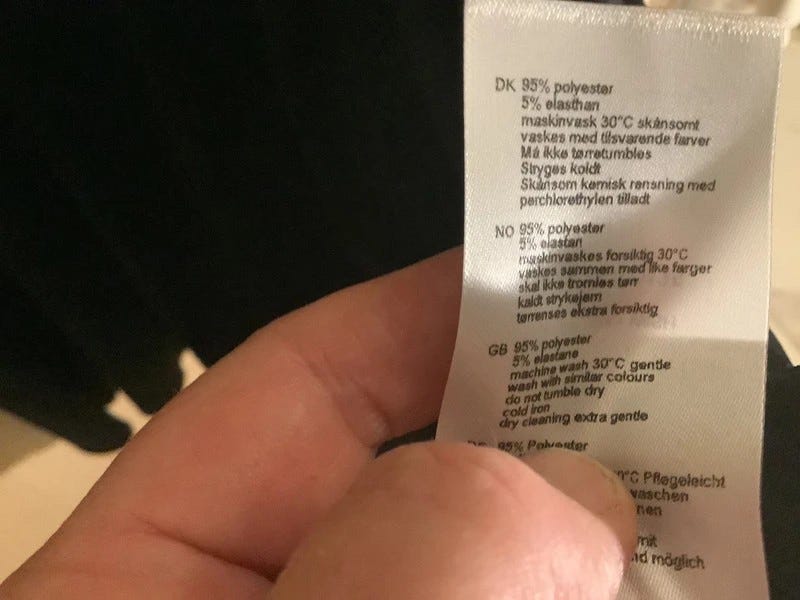 DK 95% polyester
5% elasthan
maskinvask 30°C skånsomt
vaskes med tilsvarende farver
Må ikke tørretumbles
Stryges koldt
Skånsom kemisk rensning med
perchlorethylen tilladt
NO 95% polyester
5% elastan
maskinvaskes forsiktig 30°C
vaskes sammen med like farger
skal ikke tromles tørr
kaldt strykejern
tørrenses ekstra forsiktig
GB 95% polyester
5% elastane
machine wash 30°C gentle
wash with similar colours
do not tumble dry
cold iron
dry cleaning extra gentle
95% Polyester
°C Pflegeleicht
waschen
nen
mit
nd möglich